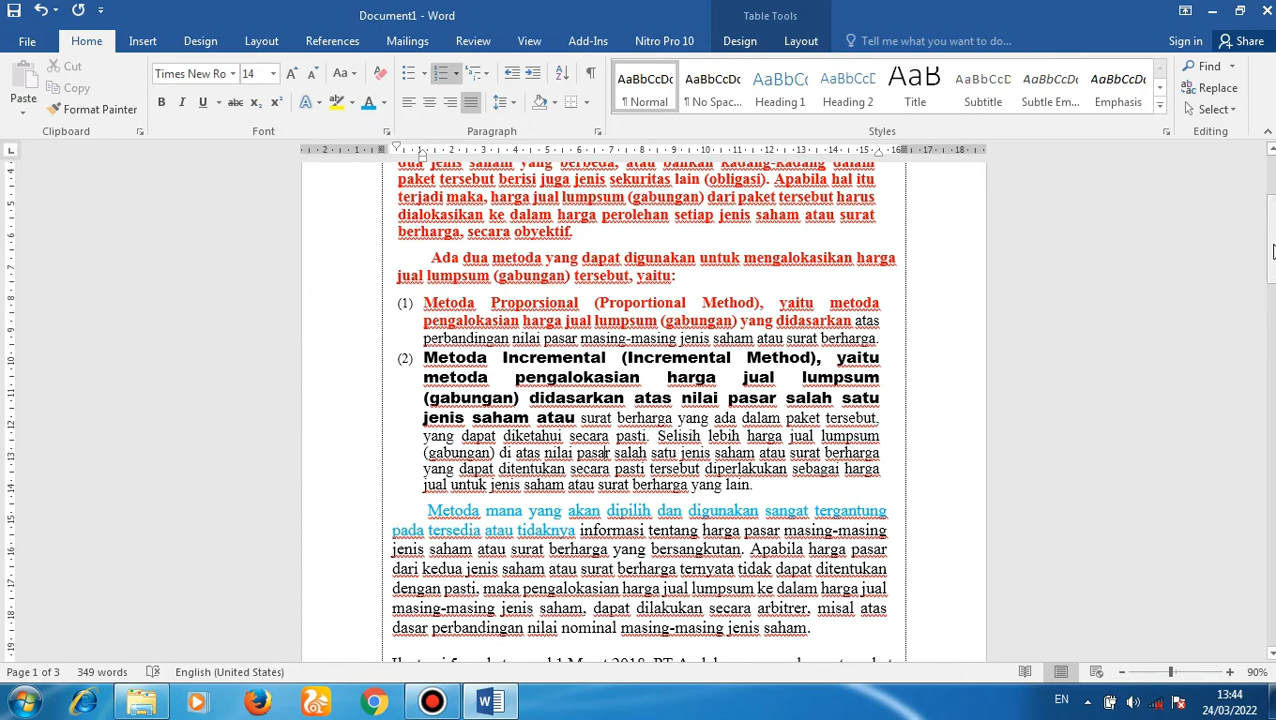 Document1 - Word
Table Tools
File
Home
Insert
Design
Layout
References
Mailings
Review
View
Add-Ins
Nitro Pro 10
Design
Layout
Tell me what you want to do...
Sign in
Share
Paste
Cut
Copy
Format Painter
Clipboard
Times New Ro
14
Font
Paragraph
AaBbCcDc
¶ Normal
AaBbCcDc
¶ No Spac...
AaBbCc
Heading 1
AaBbCcC
Heading 2
AaB
Title
AaBbCcC
Subtitle
AaBbCcDc
Subtle Em...
AaBbCcDc
Emphasis
Styles
Find
Replace
Select
Editing
dua jenis saham yang berbeda, atau bahkan kadang-kadang dalam
paket tersebut berisi juga jenis sekuritas lain (obligasi). Apabila hal itu
terjadi maka, harga jual lumpsum (gabungan) dari paket tersebut harus
dialokasikan ke dalam harga perolehan setiap jenis saham atau surat
berharga, secara obyektif.
Ada dua metoda yang dapat digunakan untuk mengalokasikan harga
jual lumpsum (gabungan) tersebut, yaitu:
(1) Metoda Proporsional (Proportional Method), yaitu metoda
pengalokasian harga jual lumpsum (gabungan) yang didasarkan atas
perbandingan nilai pasar masing-masing jenis saham atau surat berharga.
(2) Metoda Incremental (Incremental Method), yaitu
metoda pengalokasian harga jual lumpsum
(gabungan) didasarkan atas nilai pasar salah satu
jenis saham atau surat berharga yang ada dalam paket tersebut,
yang dapat diketahui secara pasti. Selisih lebih harga jual lumpsum
(gabungan) di atas nilai pasar salah satu jenis saham atau surat berharga
yang dapat ditentukan secara pasti tersebut diperlakukan sebagai harga
jual untuk jenis saham atau surat berharga yang lain.
Metoda mana yang akan dipilih dan digunakan sangat tergantung
pada tersedia atau tidaknya informasi tentang harga pasar masing-masing
jenis saham atau surat berharga yang bersangkutan. Apabila harga pasar
dari kedua jenis saham atau surat berharga ternyata tidak dapat ditentukan
dengan pasti, maka pengalokasian harga jual lumpsum ke dalam harga jual
masing-masing jenis saham, dapat dilakukan secara arbitrer, misal atas
dasar perbandingan nilai nominal masing-masing jenis saham.
Page 1 of 3
349 words
English (United States)
90%
EN
13:44
24/03/2022